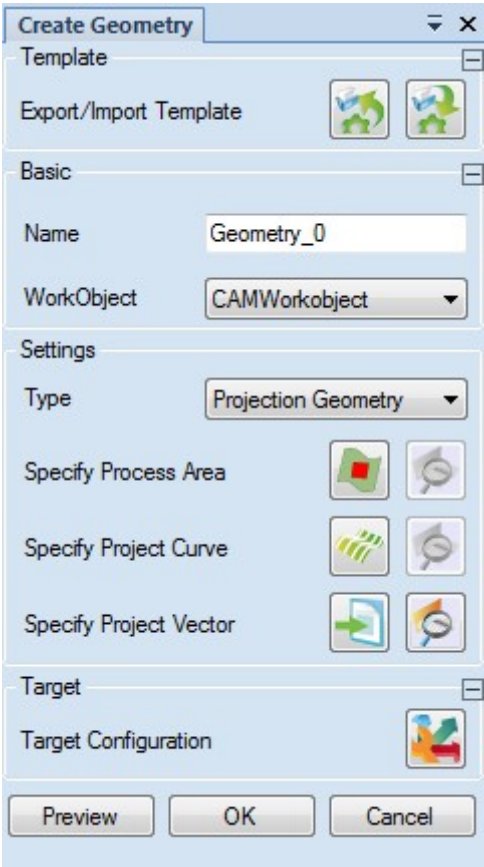 Create Geometry
Template
Export/Import Template
Basic
Name Geometry_0
WorkObject CAMWorkobject
Settings
Type Projection Geometry
Specify Process Area
Specify Project Curve
Specify Project Vector
Target
Target Configuration
Preview OK Cancel